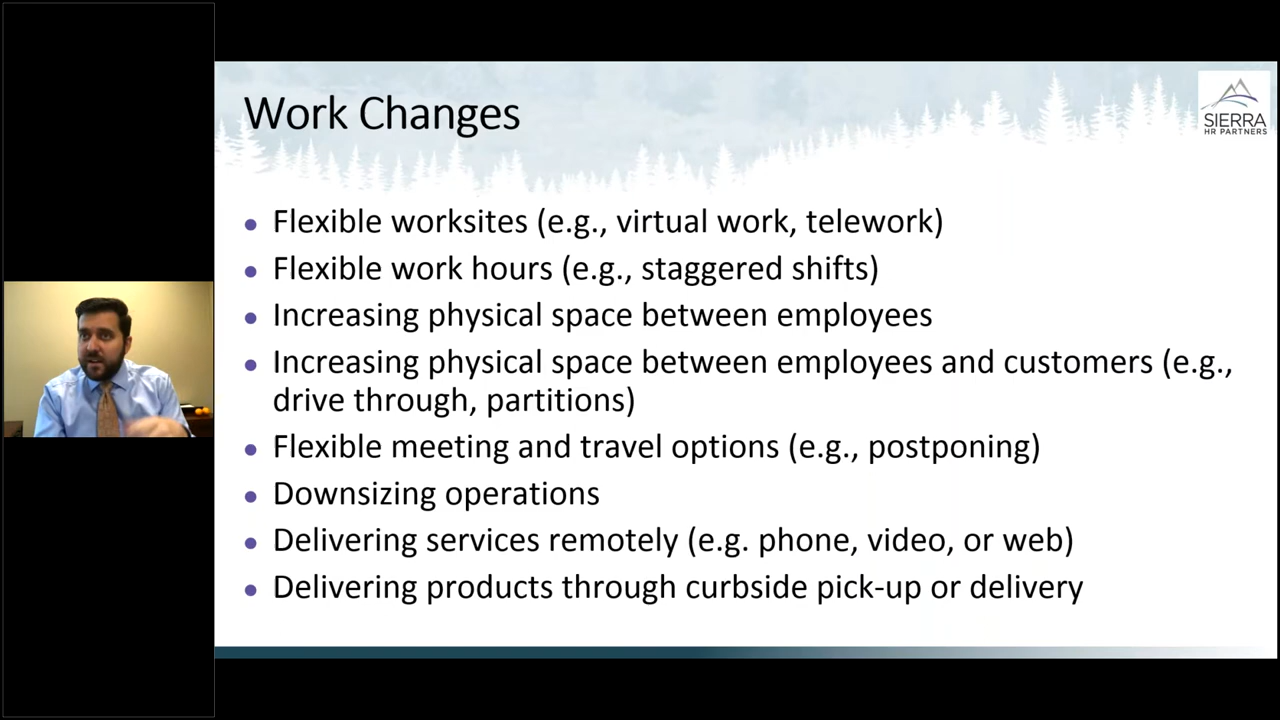 Work Changes
SIERRA
HR PARTNERS
• Flexible worksites (e.g., virtual work, telework)
• Flexible work hours (e.g., staggered shifts)
• Increasing physical space between employees
• Increasing physical space between employees and customers (e.g.,
drive through, partitions)
• Flexible meeting and travel options (e.g., postponing)
• Downsizing operations
• Delivering services remotely (e.g. phone, video, or web)
• Delivering products through curbside pick-up or delivery